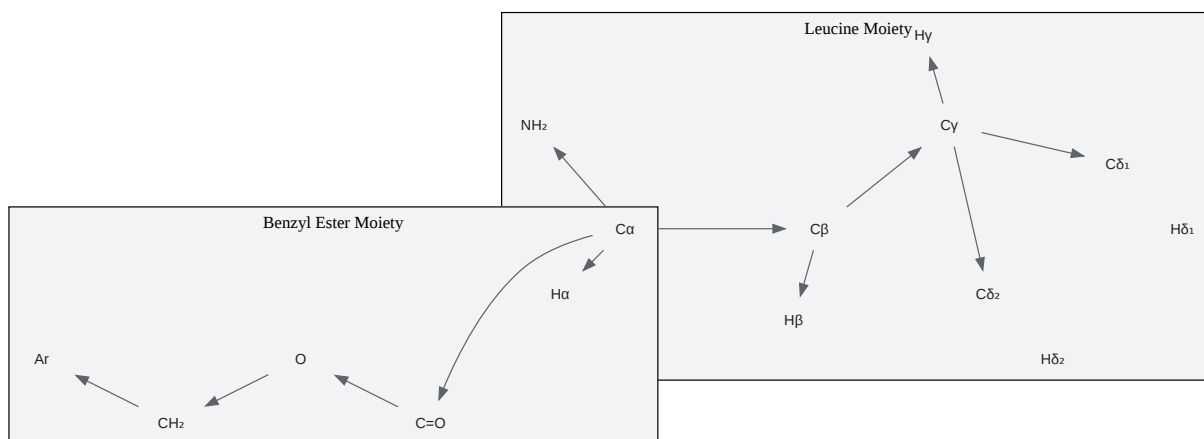 Leucine Moiety
Hγ
NH₂
Cγ
Cδ₁
Benzyl Ester Moiety
Cα
Cβ
Hδ₁
Hα
Cδ₂
Hβ
Ar
O
Hδ₂
CH₂
C=O